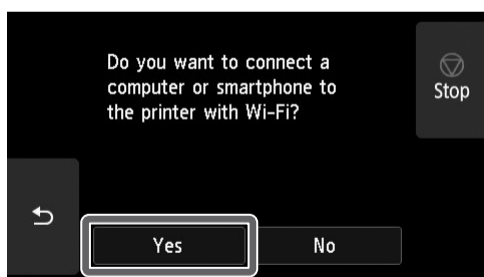 Do you want to connect a
computer or smartphone to
the printer with Wi-Fi?
Stop
Yes
No